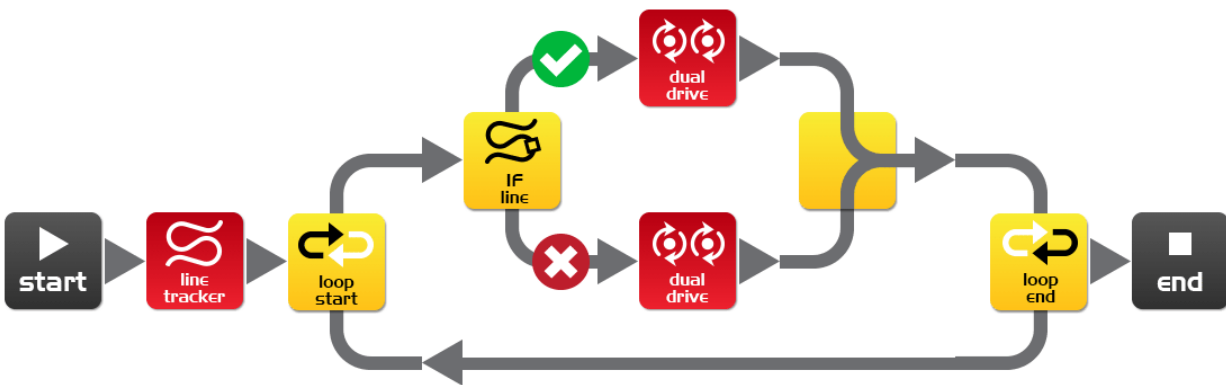 start
line
tracker
loop
start
IF
line
dual
drive
dual
drive
loop
end
end